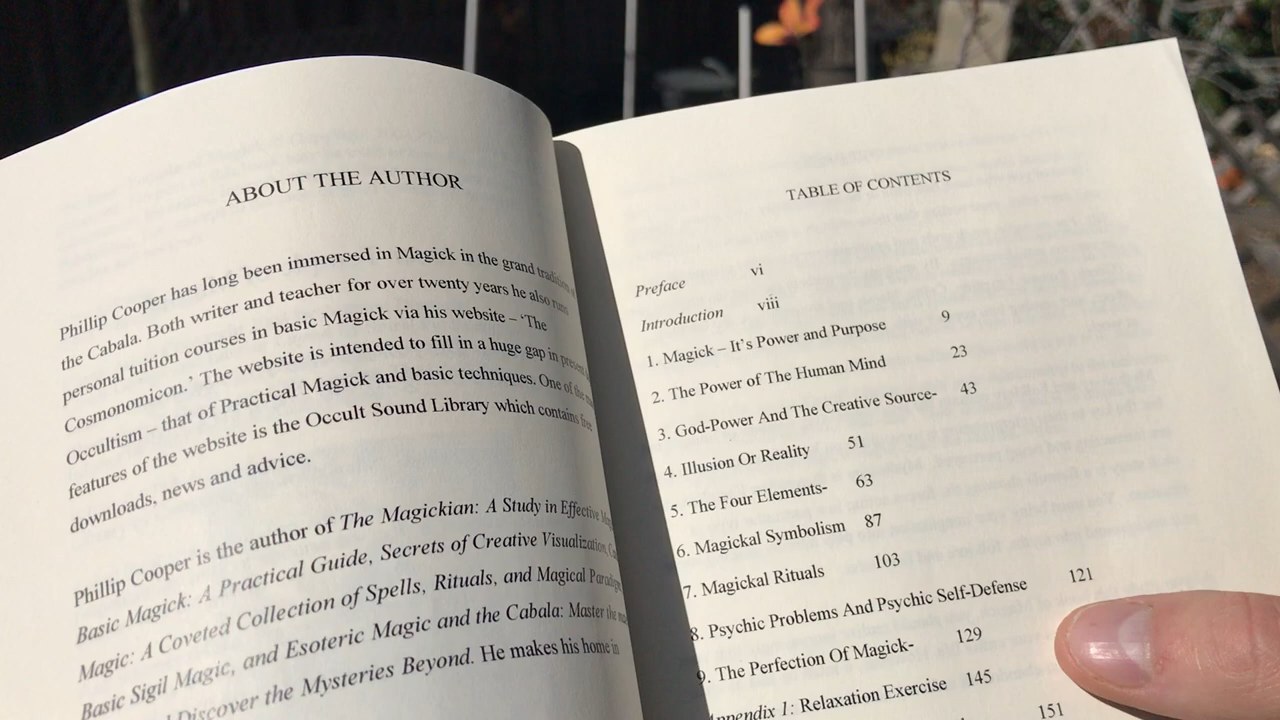 ABOUT THE AUTHOR
Phillip Cooper has long been immersed in Magick in the grand tradition
the Cabala. Both writer and teacher for over twenty years he also runs
personal tuition courses in basic Magick via his website – ‘The
Cosmonomicon.’ The website is intended to fill in a huge gap in
Occultism – that of Practical Magick and basic techniques. One of the
features of the website is the Occult Sound Library which contains free
downloads, news and advice.
Phillip Cooper is the author of The Magickian: A Study in Effective
Basic Magick: A Practical Guide, Secrets of Creative Visualization,
Magic: A Coveted Collection of Spells, Rituals, and Magical
Basic Sigil Magic, and Esoteric Magic and the Cabala: Master the
Discover the Mysteries Beyond. He makes his home in
TABLE OF CONTENTS
Preface vi
Introduction viii
1. Magick – It’s Power and Purpose 9
2. The Power of The Human Mind 23
3. God-Power And The Creative Source- 43
4. Illusion Or Reality 51
5. The Four Elements- 63
6. Magickal Symbolism 87
7. Magickal Rituals 103
8. Psychic Problems And Psychic Self-Defense 121
9. The Perfection Of Magick- 129
Appendix 1: Relaxation Exercise 145
151